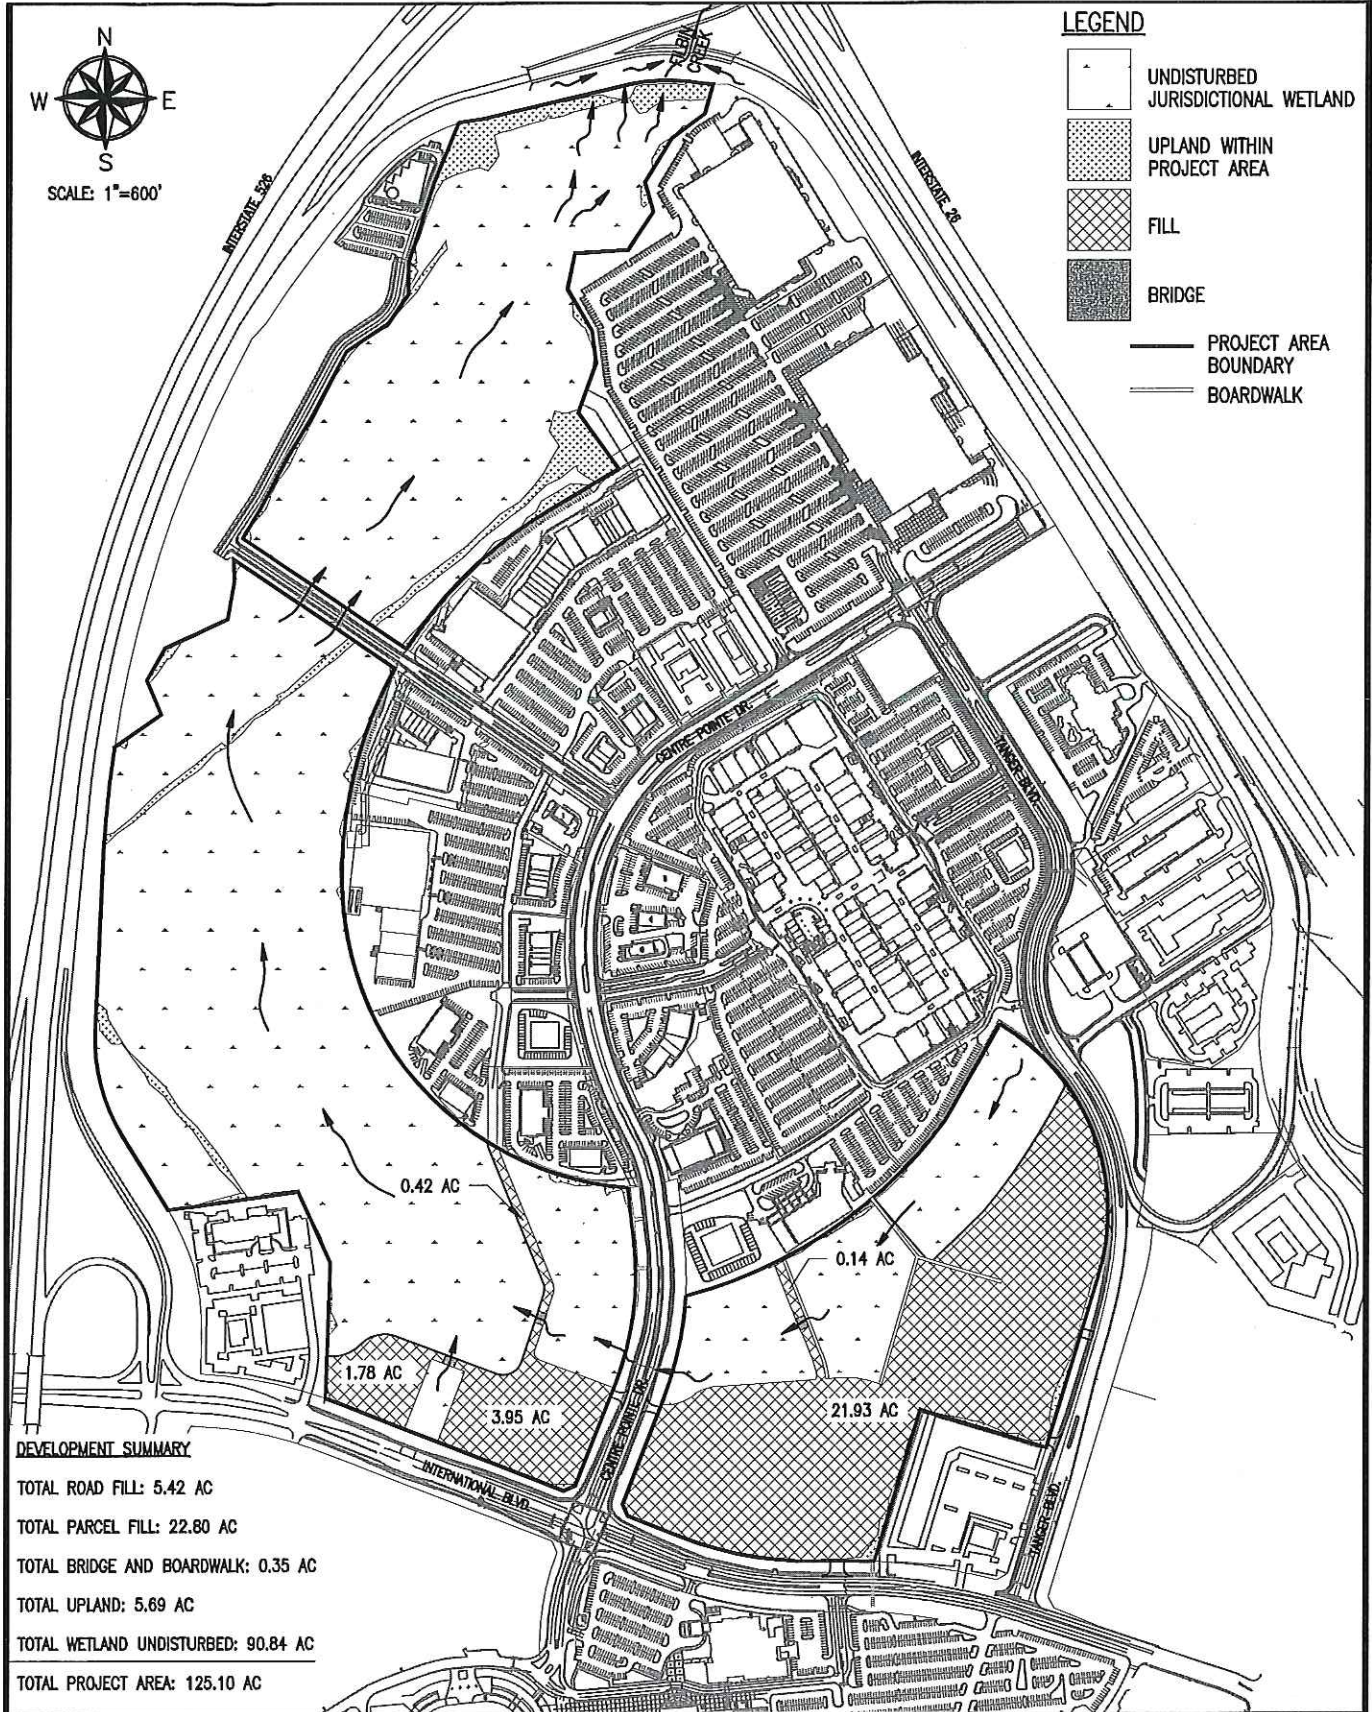 N
W E
S
SCALE: 1"=600'
FILBIN
CREEK
INTERSTATE 526
INTERSTATE 26
LEGEND
UNDISTURBED
JURISDICTIONAL WETLAND
UPLAND WITHIN
PROJECT AREA
FILL
BRIDGE
PROJECT AREA
BOUNDARY
BOARDWALK
CENTRE POINTE DR.
TANGER BLVD.
0.42 AC
0.14 AC
1.78 AC
3.95 AC
21.93 AC
CENTRE POINTE DR.
INTERNATIONAL BLVD.
TANGER BLVD.
DEVELOPMENT SUMMARY
TOTAL ROAD FILL: 5.42 AC
TOTAL PARCEL FILL: 22.80 AC
TOTAL BRIDGE AND BOARDWALK: 0.35 AC
TOTAL UPLAND: 5.69 AC
TOTAL WETLAND UNDISTURBED: 90.84 AC
TOTAL PROJECT AREA: 125.10 AC